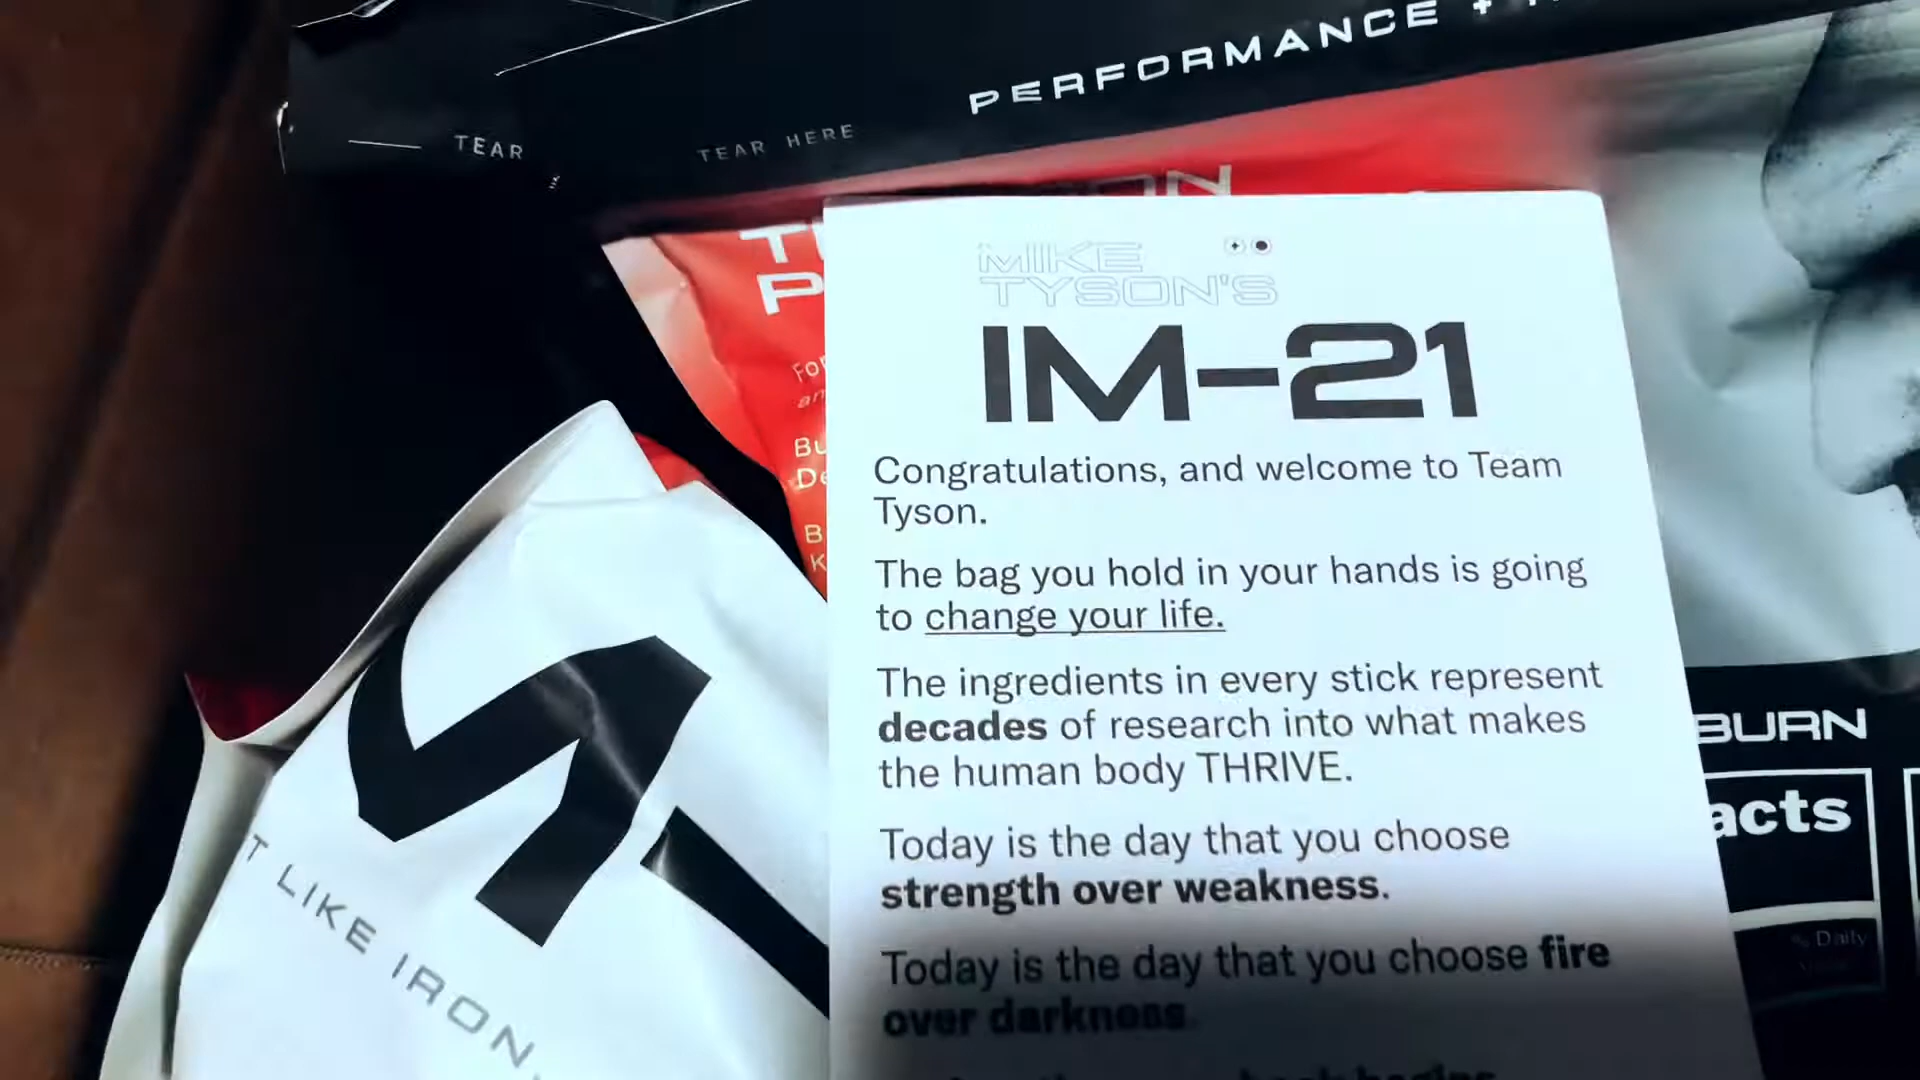 PERFORMANCE +
TEAR
TEAR HERE
MIKE
TYSON'S
IM-21
Congratulations, and welcome to Team
Tyson.
The bag you hold in your hands is going
to change your life.
The ingredients in every stick represent
decades of research into what makes
the human body THRIVE.
Today is the day that you choose
strength over weakness.
Today is the day that you choose fire
over darkness.
BURN
acts
% Daily
LIKE IRON.